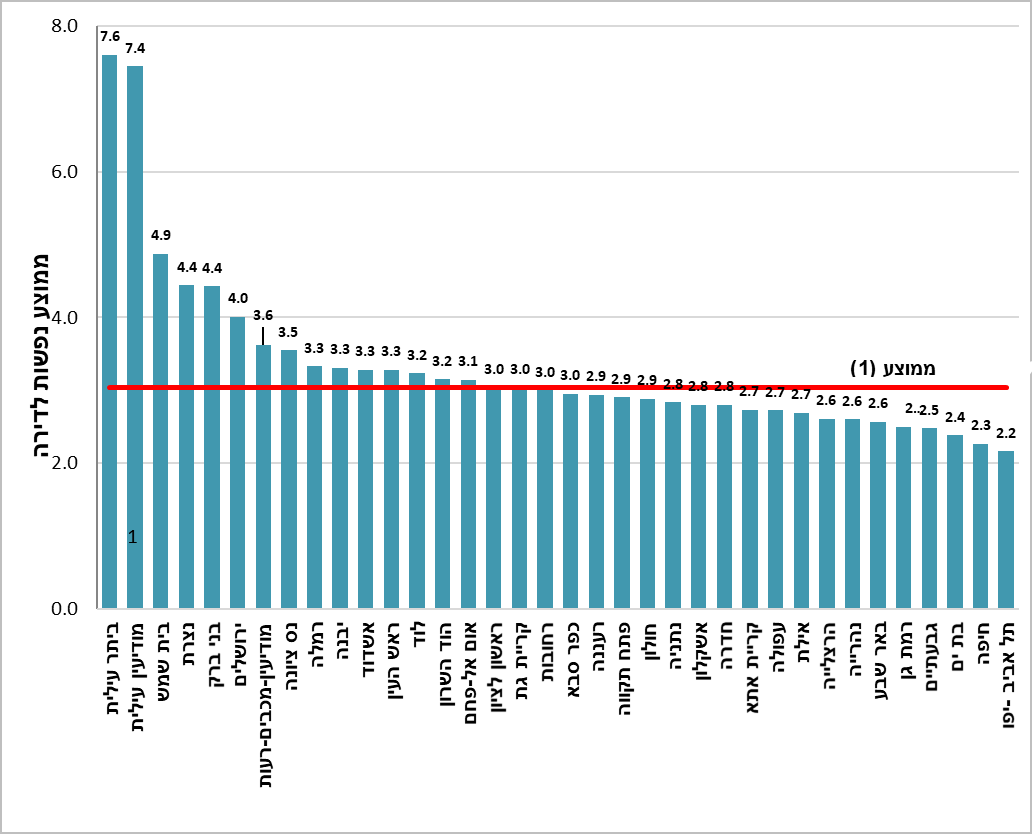 8.0
6.0
4.0
2.0
0.0
ממוצע נפשות לדירה
7.6
7.4
4.9
4.4
4.4
4.0
3.6
3.5
3.3
3.3
3.3
3.3
3.2
3.2
3.1
3.0
3.0
3.0
3.0
2.9
2.9
2.9
2.8
2.8
2.8
2.7
2.7
2.7
2.6
2.6
2.6
2.5
2.4
2.3
2.2
ממוצע (1)
1
ביתר עילית
מודיעין עילית
בית שמש
נצרת
בני ברק
ירושלים
מודיעין-מכבים-רעות
נס ציונה
רמלה
יבנה
אשדוד
ראש העין
לוד
הוד השרון
אום אל-פחם
ראשון לציון
קריית גת
רחובות
כפר סבא
רעננה
פתח תקווה
חולון
נתניה
אשקלון
חדרה
קריית אתא
עפולה
אילת
הרצלייה
נהרייה
באר שבע
רמת גן
גבעתיים
בת ים
חיפה
תל אביב -יפו